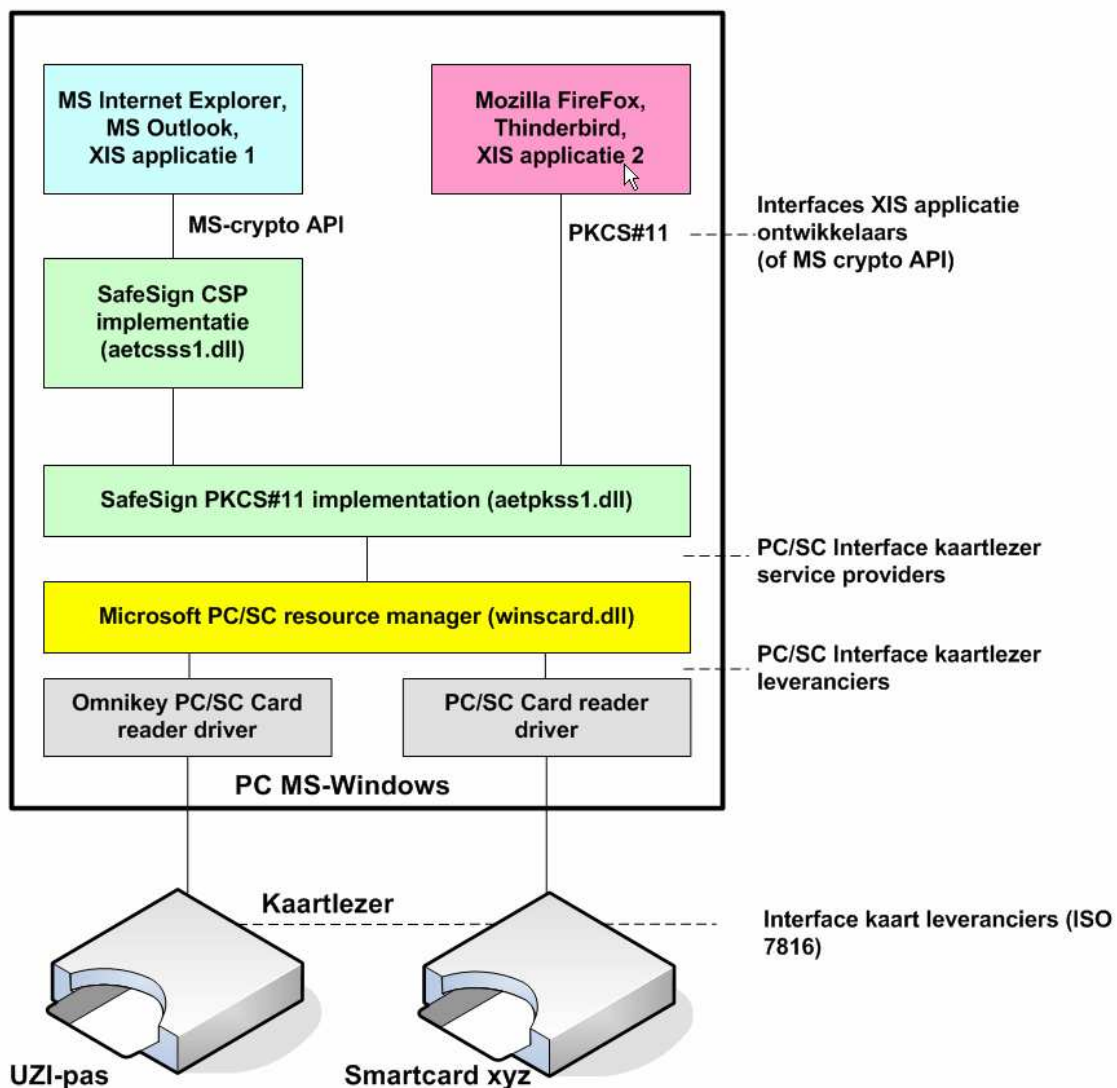 MS Internet Explorer,
MS Outlook,
XIS applicatie 1
Mozilla FireFox,
Thinderbird,
XIS applicatie 2
MS-crypto API
PKCS#11
Interfaces XIS applicatie
ontwikkelaars
(of MS crypto API)
SafeSign CSP
implementatie
(aetcsss1.dll)
SafeSign PKCS#11 implementation (aetpkss1.dll)
PC/SC Interface kaartlezer
service providers
Microsoft PC/SC resource manager (winscard.dll)
PC/SC Interface kaartlezer
leveranciers
Omnikey PC/SC Card
reader driver
PC/SC Card reader
driver
PC MS-Windows
Kaartlezer
Interface kaart leveranciers (ISO
7816)
UZI-pas
Smartcard xyz